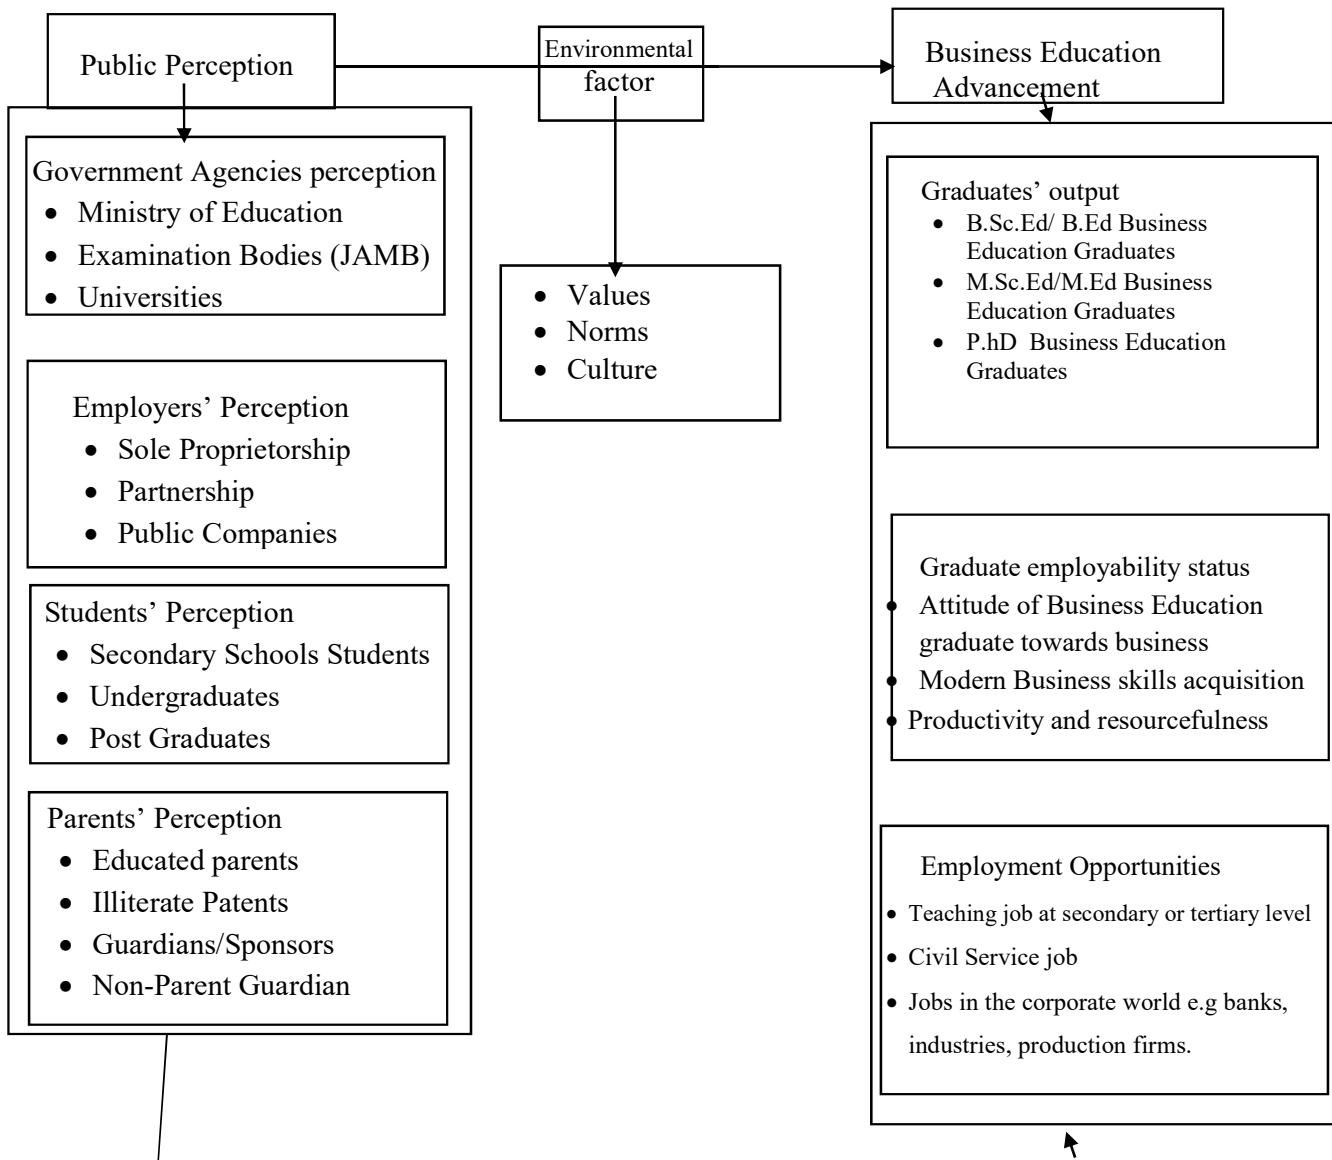 Public Perception
Environmental
factor
Business Education
Advancement
Government Agencies perception
• Ministry of Education
• Examination Bodies (JAMB)
• Universities
Employers’ Perception
• Sole Proprietorship
• Partnership
• Public Companies
Students’ Perception
• Secondary Schools Students
• Undergraduates
• Post Graduates
Parents’ Perception
• Educated parents
• Illiterate Patents
• Guardians/Sponsors
• Non-Parent Guardian
• Values
• Norms
• Culture
Graduates’ output
• B.Sc.Ed/ B.Ed Business
Education Graduates
• M.Sc.Ed/M.Ed Business
Education Graduates
• P.hD Business Education
Graduates
Graduate employability status
• Attitude of Business Education
graduate towards business
• Modern Business skills acquisition
• Productivity and resourcefulness
Employment Opportunities
• Teaching job at secondary or tertiary level
• Civil Service job
• Jobs in the corporate world e.g banks,
industries, production firms.